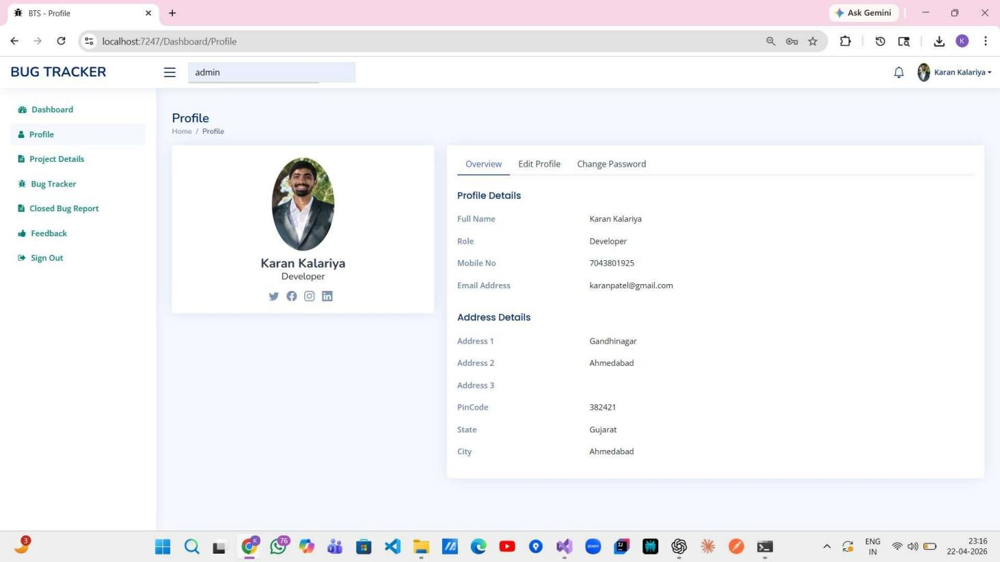 BTS - Profile
Ask Gemini
localhost:7247/Dashboard/Profile
K
BUG TRACKER
admin
Karan Kalariya
Dashboard
Profile
Project Details
Bug Tracker
Closed Bug Report
Feedback
Sign Out
Profile
Home / Profile
Karan Kalariya
Developer
Overview Edit Profile Change Password
Profile Details
Full Name Karan Kalariya
Role Developer
Mobile No 7043801925
Email Address karanpatel@gmail.com
Address Details
Address 1 Gandhinagar
Address 2 Ahmedabad
Address 3
PinCode 382421
State Gujarat
City Ahmedabad
3
K
76
zoom
ENG
IN
23:16
22-04-2026